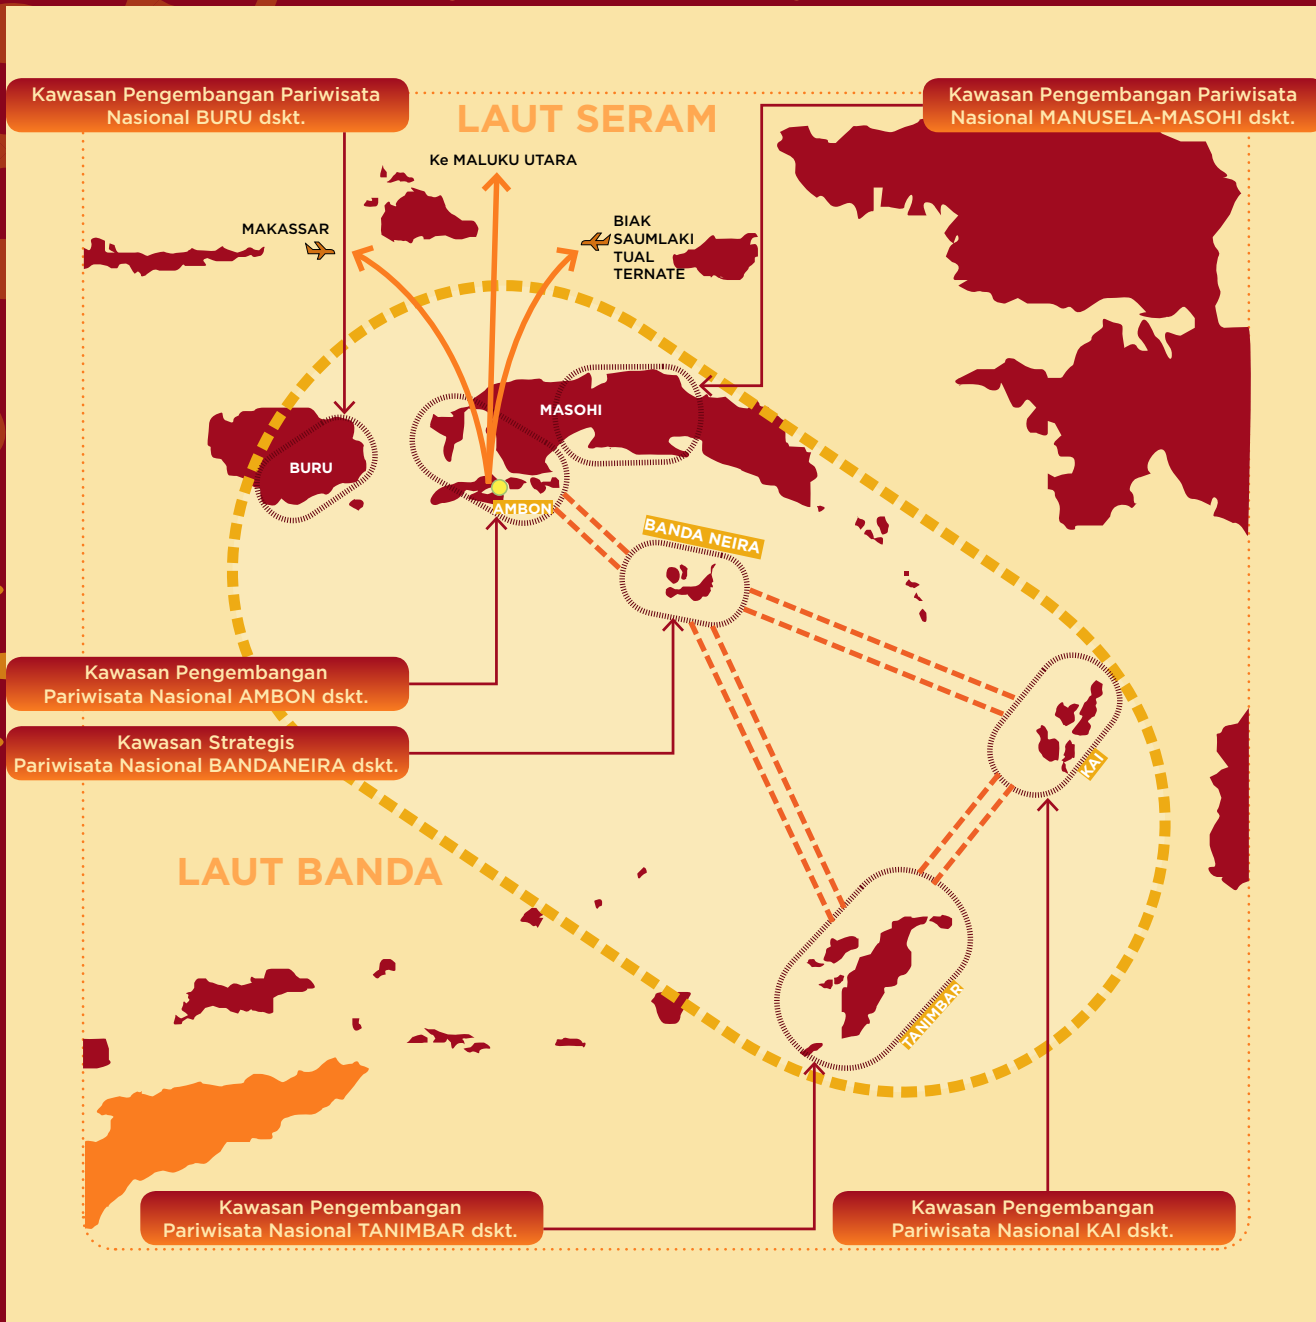 Kawasan Pengembangan Pariwisata
Nasional BURU dskt.
LAUT SERAM
Kawasan Pengembangan Pariwisata
Nasional MANUSELA-MASOHI dskt.
Ke MALUKU UTARA
MAKASSAR
BIAK
SAUMLAKI
TUAL
TERNATE
MASOHI
BURU
AMBON
BANDA NEIRA
Kawasan Pengembangan
Pariwisata Nasional AMBON dskt.
Kawasan Strategis
Pariwisata Nasional BANDANEIRA dskt.
KAI
LAUT BANDA
TANIMBAR
Kawasan Pengembangan
Pariwisata Nasional TANIMBAR dskt.
Kawasan Pengembangan
Pariwisata Nasional KAI dskt.